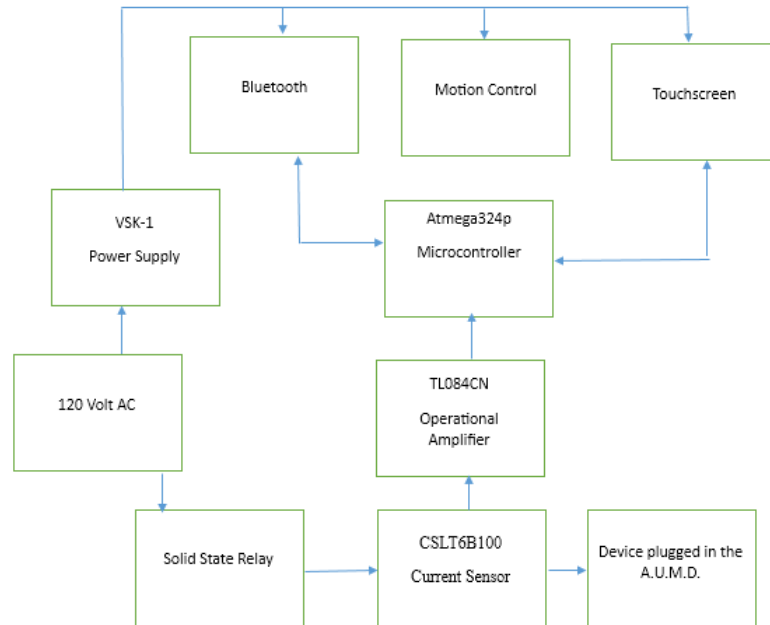 Bluetooth
Motion Control
Touchscreen
VSK-1
Power Supply
Atmega324p
Microcontroller
120 Volt AC
TL084CN
Operational
Amplifier
Solid State Relay
CSLT6B100
Current Sensor
Device plugged in the
A.U.M.D.